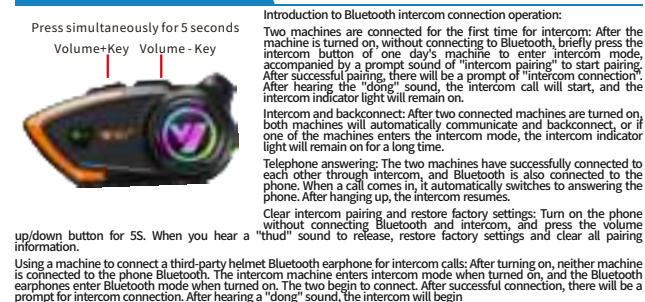 Press simultaneously for 5 seconds
Volume+Key Volume - Key
Introduction to Bluetooth intercom connection operation:
Two machines are connected for the first time for intercom: After the
machine is turned on, without connecting to Bluetooth, briefly press the
intercom button of one day's machine to enter intercom mode,
accompanied by a prompt sound of "intercom pairing" to start pairing.
After successful pairing, there will be a prompt of "intercom connection".
After hearing the "dong" sound, the intercom call will start, and the
intercom indicator light will remain on.
Intercom and backconnect: After two connected machines are turned on,
both machines will automatically communicate and backconnect, or if
one of the machines enters the intercom mode, the intercom indicator
light will remain on for a long time.
Telephone answering: The two machines have successfully connected to
each other through intercom, and Bluetooth is also connected to the
phone. When a call comes in, it automatically switches to answering the
phone. After hanging up, the intercom resumes.
Clear intercom pairing and restore factory settings: Turn on the phone
without connecting Bluetooth and intercom, and press the volume
up/down button for 5S. When you hear a "thud" sound to release, restore factory settings and clear all pairing
information.
Using a machine to connect a third-party helmet Bluetooth earphone for intercom calls: After turning on, neither machine
is connected to the phone Bluetooth. The intercom machine enters intercom mode when turned on, and the Bluetooth
earphones enter Bluetooth mode when turned on. The two begin to connect. After successful connection, there will be a
prompt for intercom connection. After hearing a "dong" sound, the intercom will begin